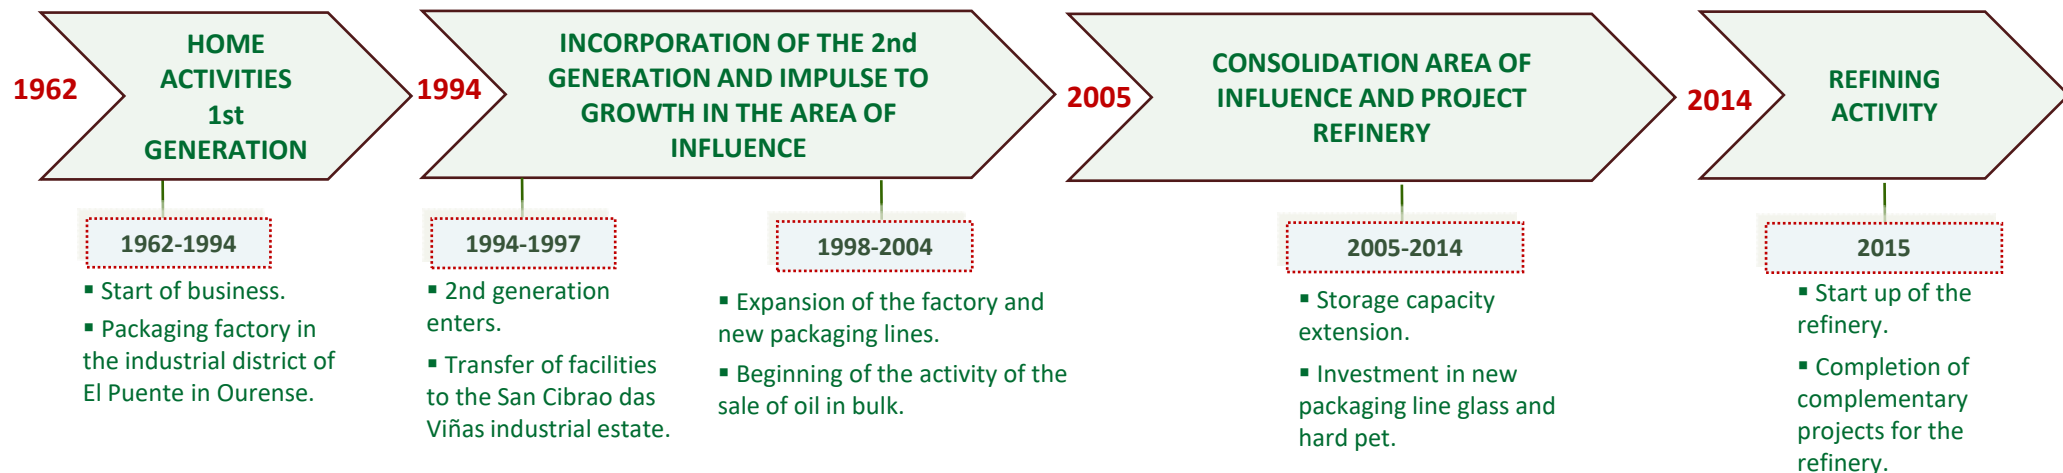 1962
HOME
ACTIVITIES
1st
GENERATION
1994
INCORPORATION OF THE 2nd
GENERATION AND IMPULSE TO
GROWTH IN THE AREA OF
INFLUENCE
2005
CONSOLIDATION AREA OF
INFLUENCE AND PROJECT
REFINERY
2014
REFINING
ACTIVITY
1962-1994
▪ Start of business.
▪ Packaging factory in
the industrial district of
El Puente in Ourense.
1994-1997
▪ 2nd generation
enters.
▪ Transfer of facilities
to the San Cibrao das
Viñas industrial estate.
1998-2004
▪ Expansion of the factory and
new packaging lines.
▪ Beginning of the activity of the
sale of oil in bulk.
2005-2014
▪ Storage capacity
extension.
▪ Investment in new
packaging line glass and
hard pet.
2015
▪ Start up of the
refinery.
▪ Completion of
complementary
projects for the
refinery.